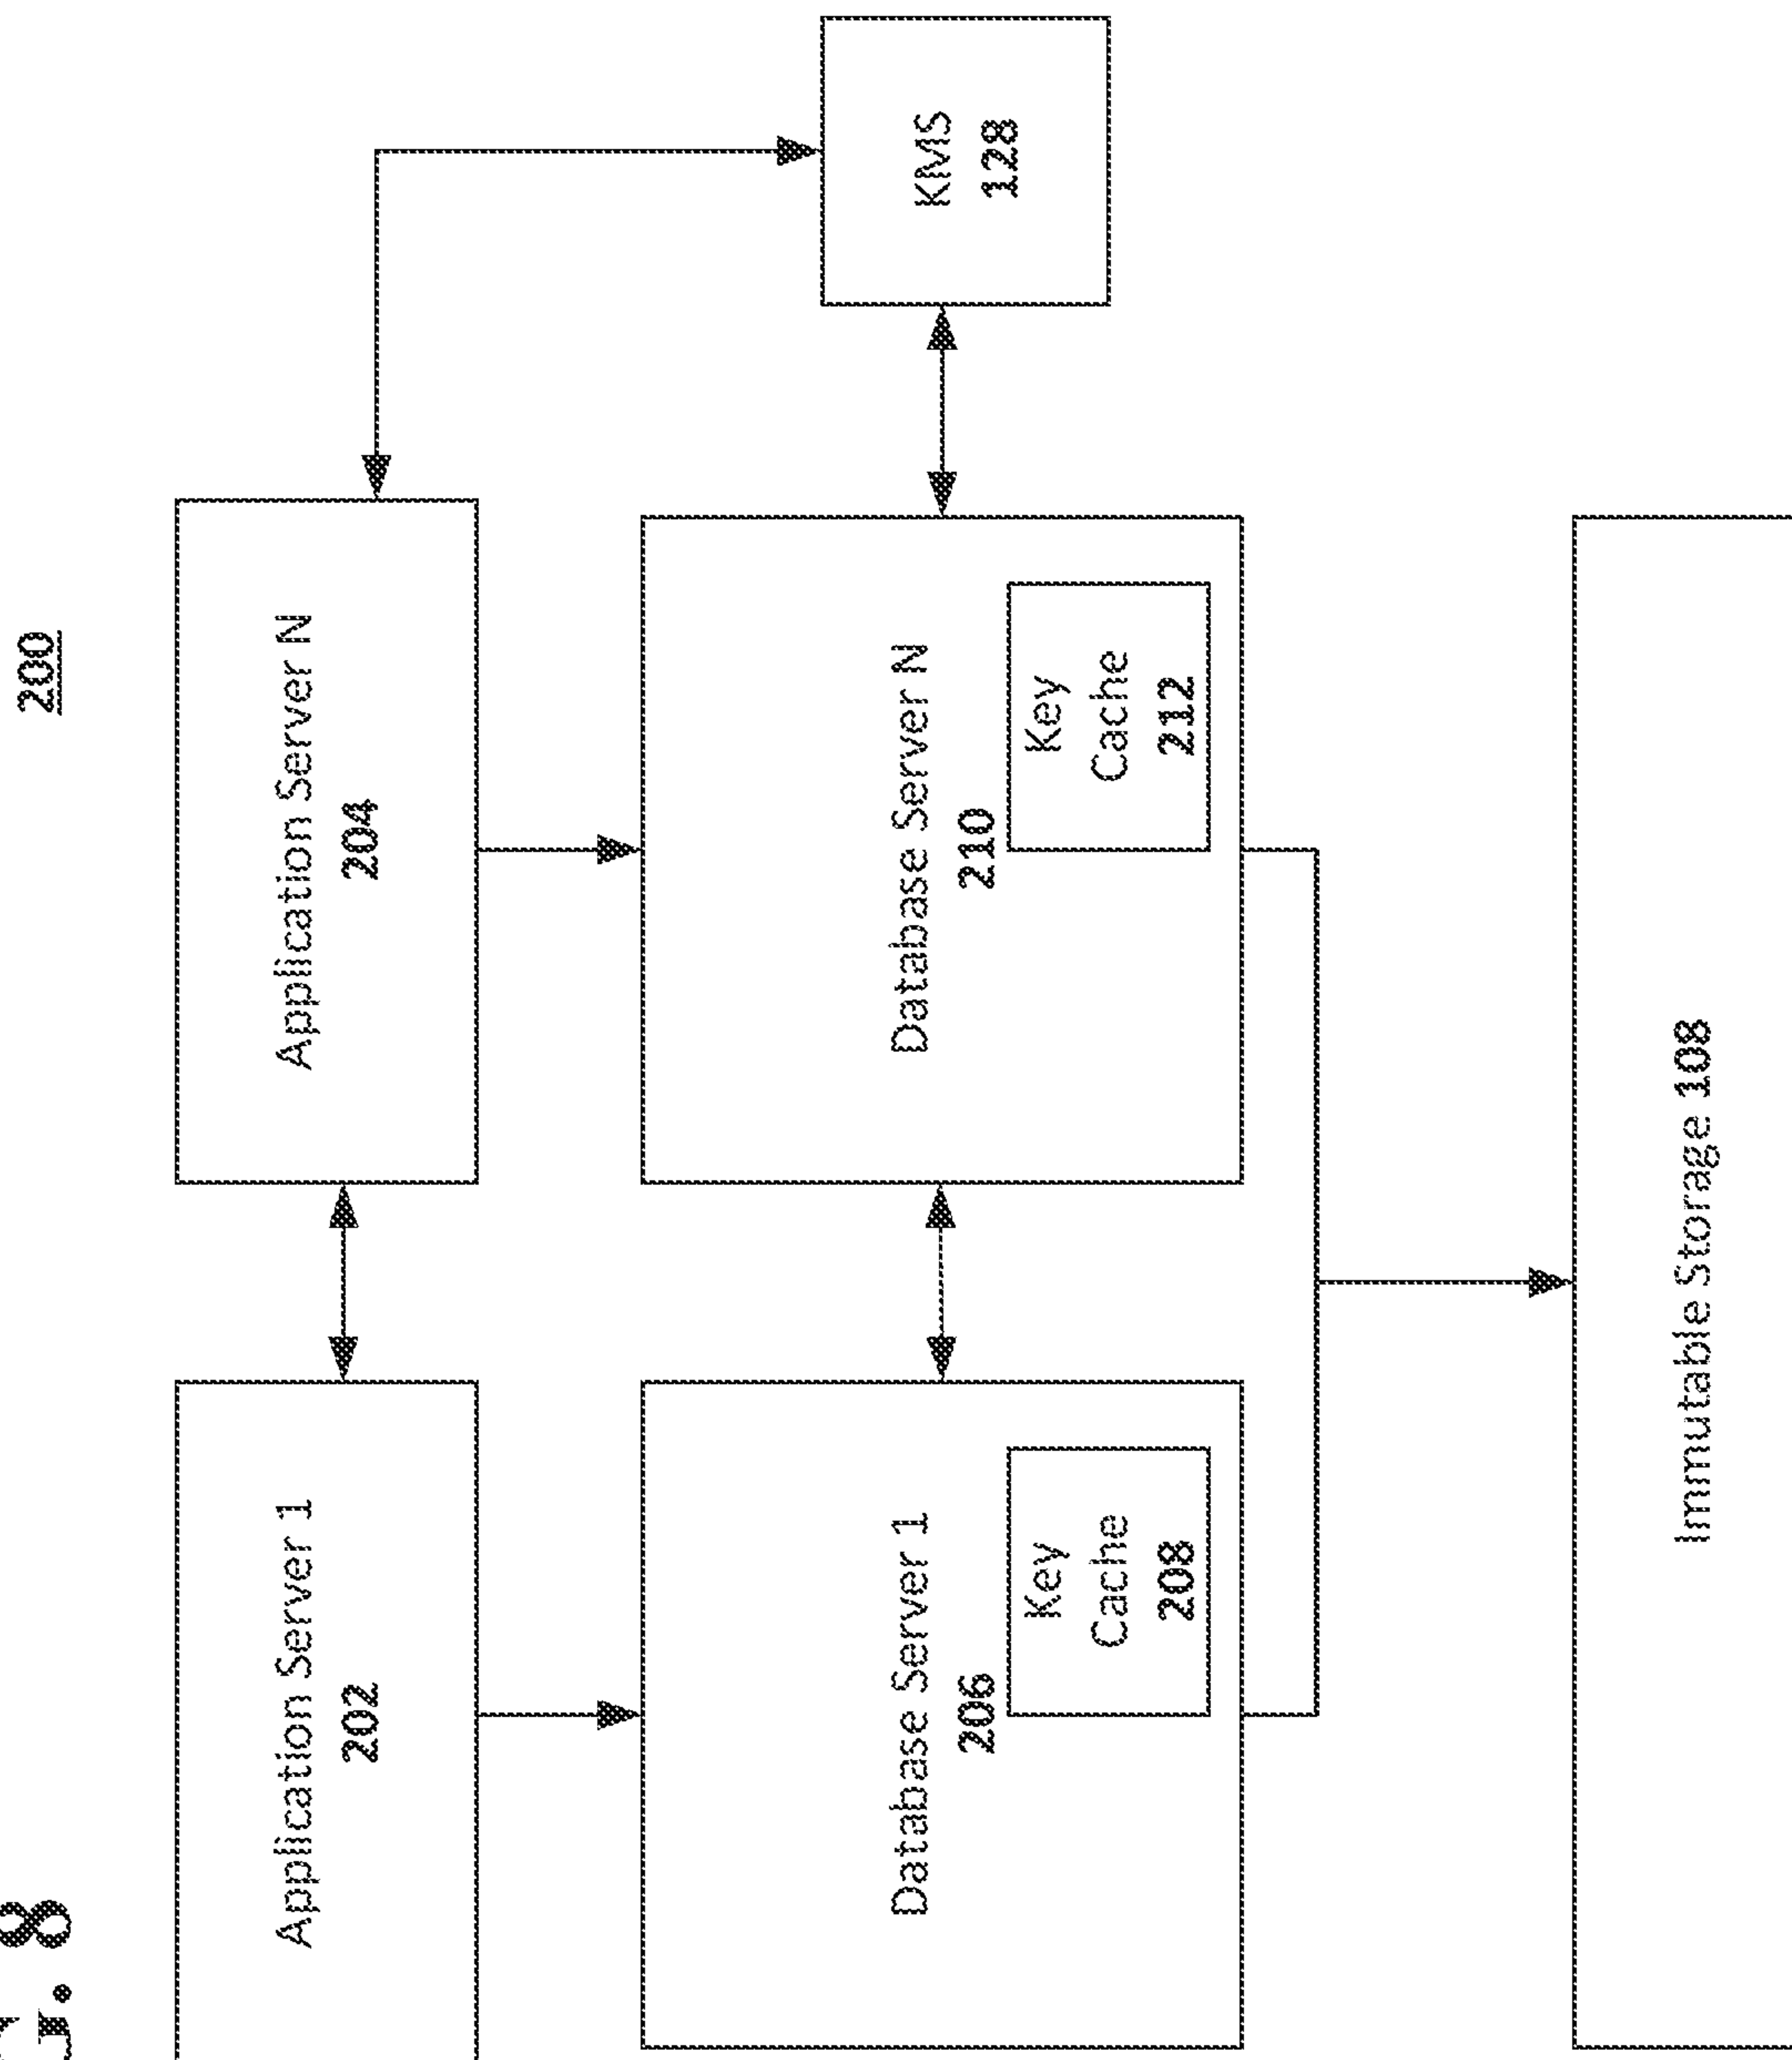 G. 8
200
Application Server 1
202
Application Server N
204
Database Server 1
206
Key
Cache
208
Database Server N
210
Key
Cache
212
KMS
128
Immutable Storage 108